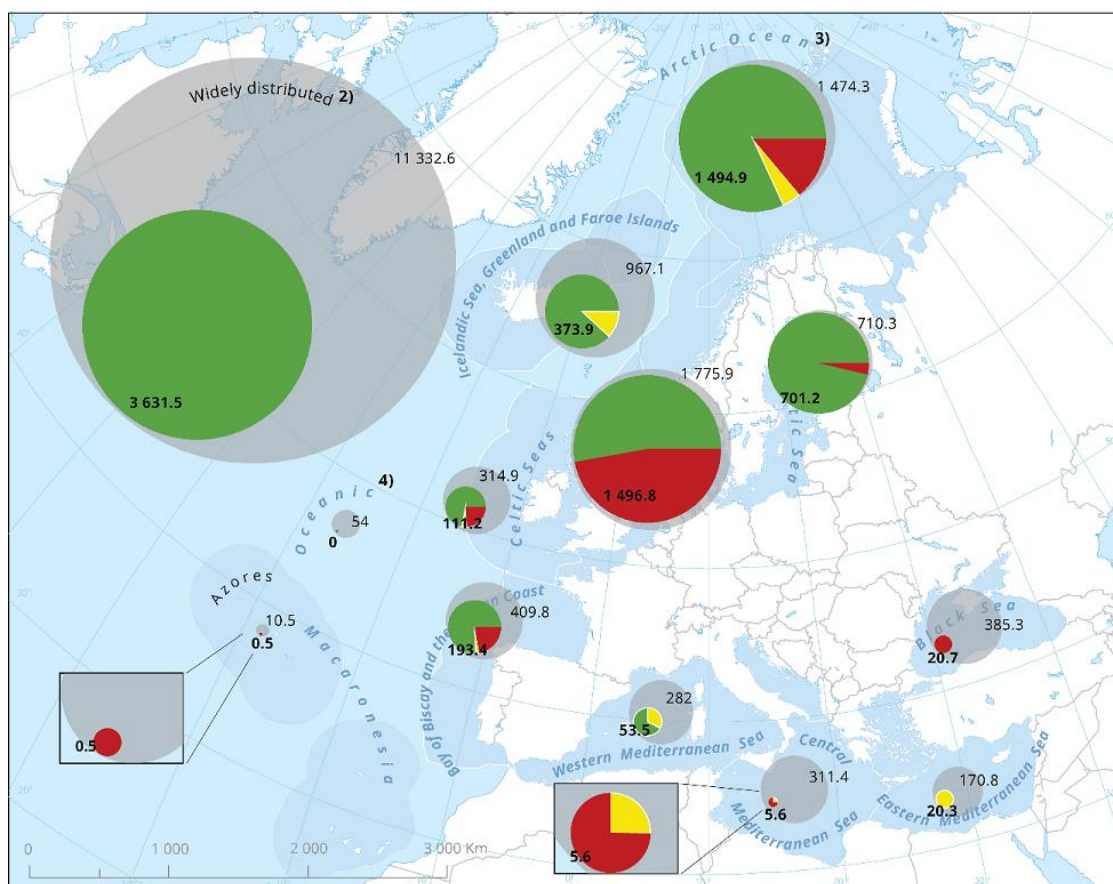 Arctic Ocean 3)
Widely distributed 2)
1 474.3
11 332.6
1 494.9
Icelandic Sea, Greenland and Faroe Islands
967.1
373.9
710.3
1 775.9
701.2
3 631.5
tic Sea
Celtic Seas
314.9
1 496.8
Oceanic 4)
111.2
54
0
Azores
Bay of Biscay and the
an Coast
409.8
10.5
0.5
193.4
Macaronesia
Black Sea
385.3
20.7
282
53.5
0.5
Western Mediterranean Sea
Central
Mediterranean Sea
311.4
170.8
5.6
20.3
Eastern Mediterranean Sea
5.6
0 1 000 2 000 3 000 Km